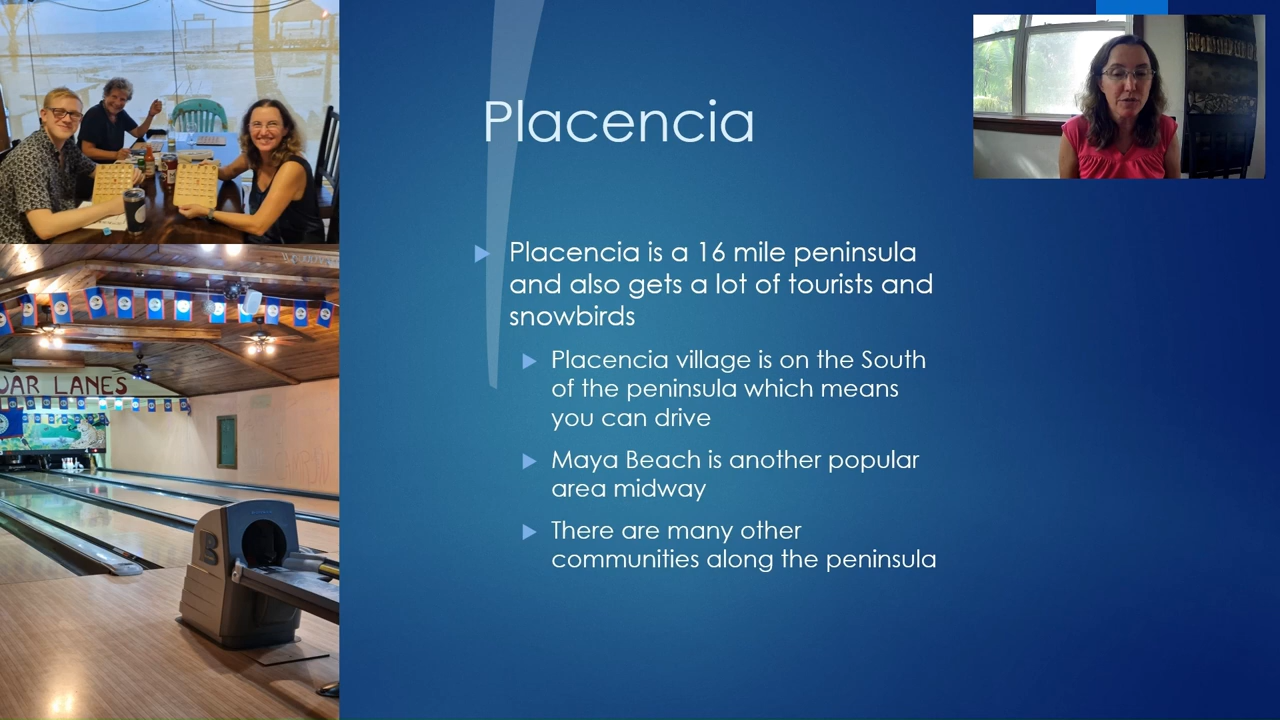 Placencia
Placencia is a 16 mile peninsula
and also gets a lot of tourists and
snowbirds
Placencia village is on the South
of the peninsula which means
you can drive
Maya Beach is another popular
area midway
There are many other
communities along the peninsula
UAR LANES
B